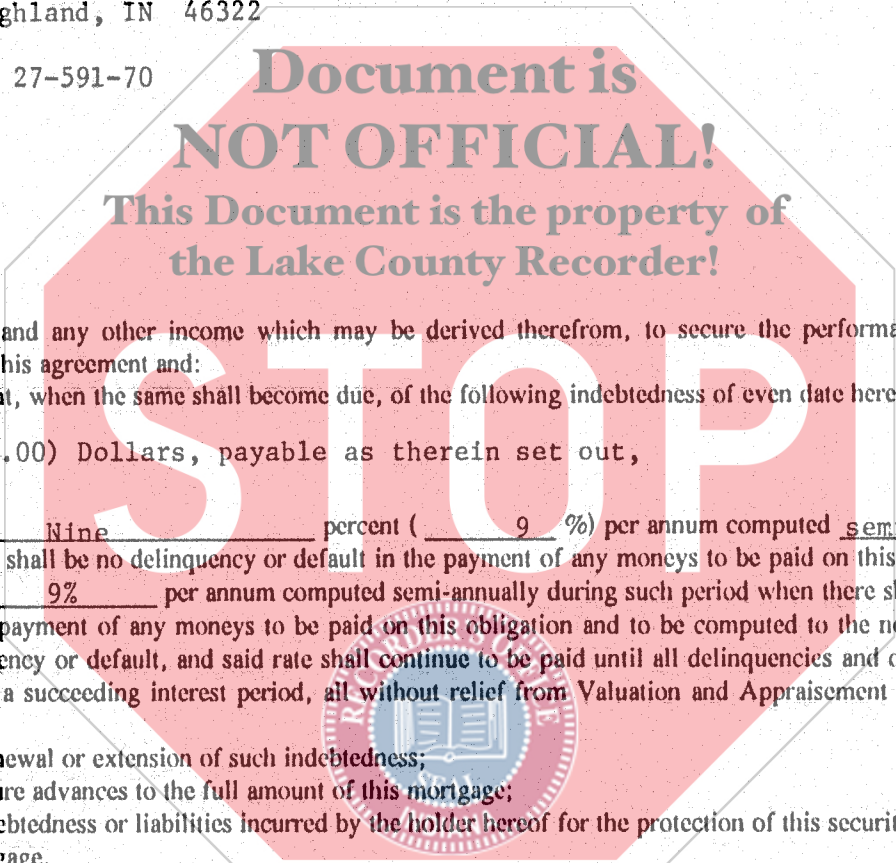 ghland, IN 46322
27-591-70
Document is
NOT OFFICIAL!
This Document is the property of
the Lake County Recorder!
and any other income which may be derived therefrom, to secure the performa
his agreement and:
t, when the same shall become due, of the following indebtedness of even date here
.00) Dollars, payable as therein set out,
Nine percent ( 9 %) per annum computed sem
shall be no delinquency or default in the payment of any moneys to be paid on this
9% per annum computed semi-annually during such period when there s
payment of any moneys to be paid on this obligation and to be computed to the n
ency or default, and said rate shall continue to be paid until all delinquencies and
a succeeding interest period, all without relief from Valuation and Appraisement
STOP
newal or extension of such indebtedness;
ure advances to the full amount of this mortgage;
ebtedness or liabilities incurred by the holder hereof for the protection of this securit
gage.
RECORDER'S OFFICE
SEAL
INDIANA